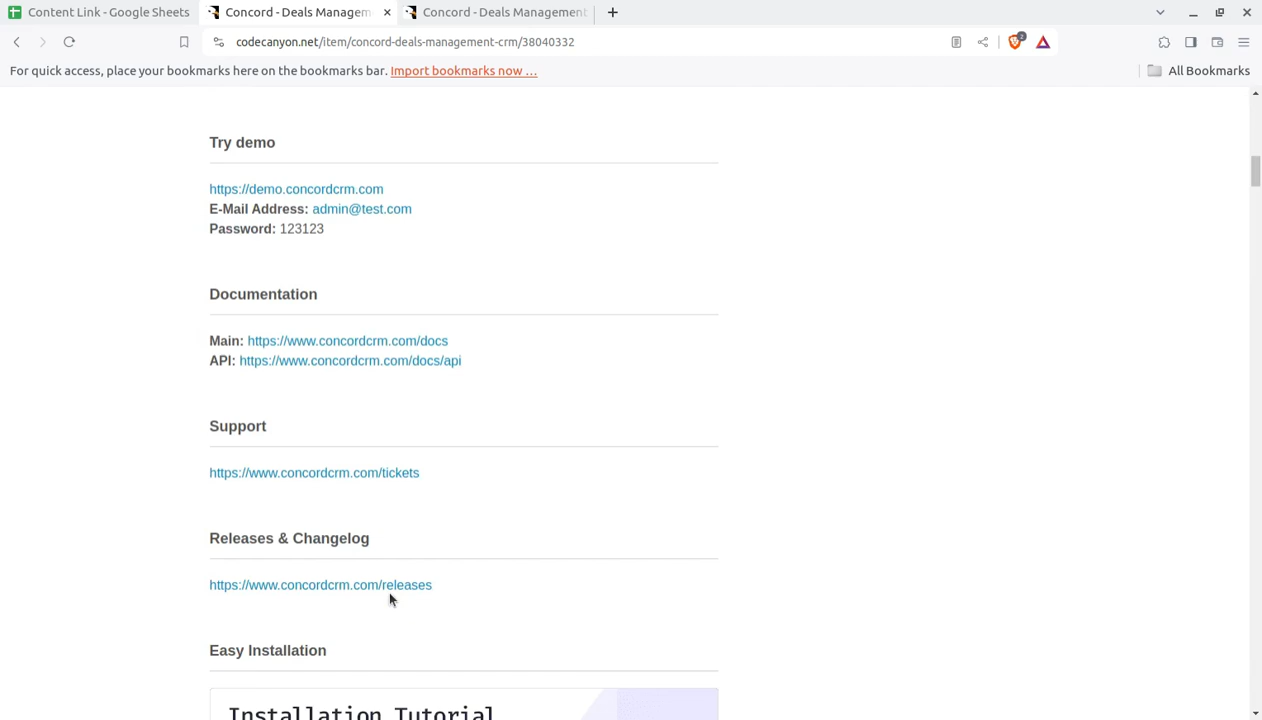 Content Link - Google Sheets
Concord - Deals Managem
Concord - Deals Management
codecanyon.net/item/concord-deals-management-crm/38040332
2
For quick access, place your bookmarks here on the bookmarks bar. Import bookmarks now ...
All Bookmarks
Try demo
https://demo.concordcrm.com
E-Mail Address: admin@test.com
Password: 123123
Documentation
Main: https://www.concordcrm.com/docs
API: https://www.concordcrm.com/docs/api
Support
https://www.concordcrm.com/tickets
Releases & Changelog
https://www.concordcrm.com/releases
Easy Installation
Installation Tutorial